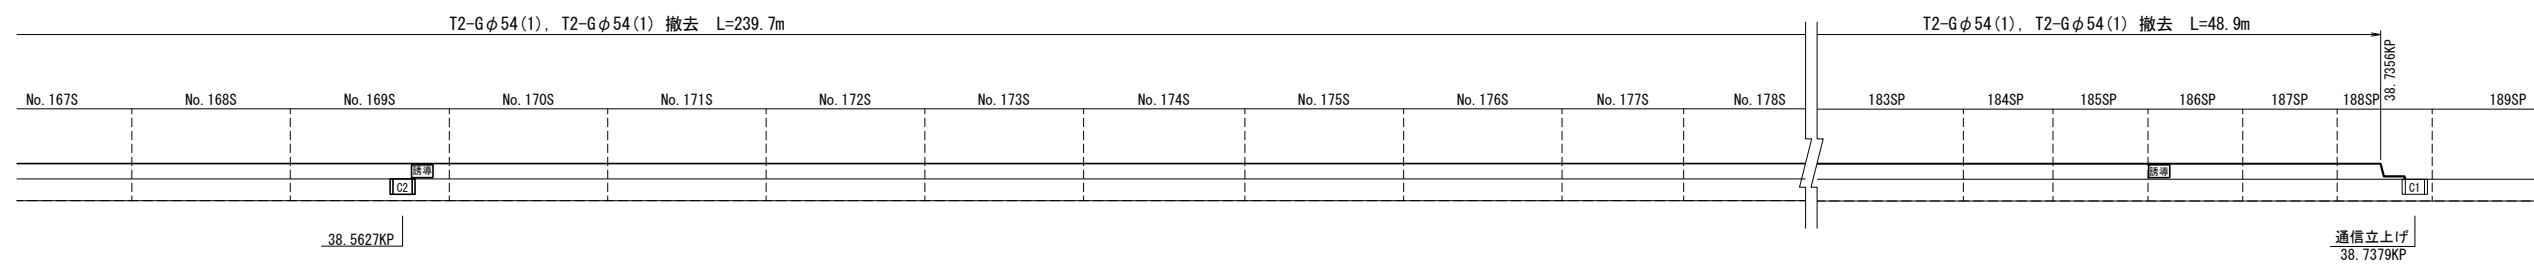 T2-Gφ54(1), T2-Gφ54(1) 撤去 L=239.7m
T2-Gφ54(1), T2-Gφ54(1) 撤去 L=48.9m
38.7356KP
No.167S No.168S No.169S No.170S No.171S No.172S No.173S No.174S No.175S No.176S No.177S No.178S 183SP 184SP 185SP 186SP 187SP 188SP 189SP
誘導 誘導
C2 C1
38.5627KP
通信立上げ
38.7379KP